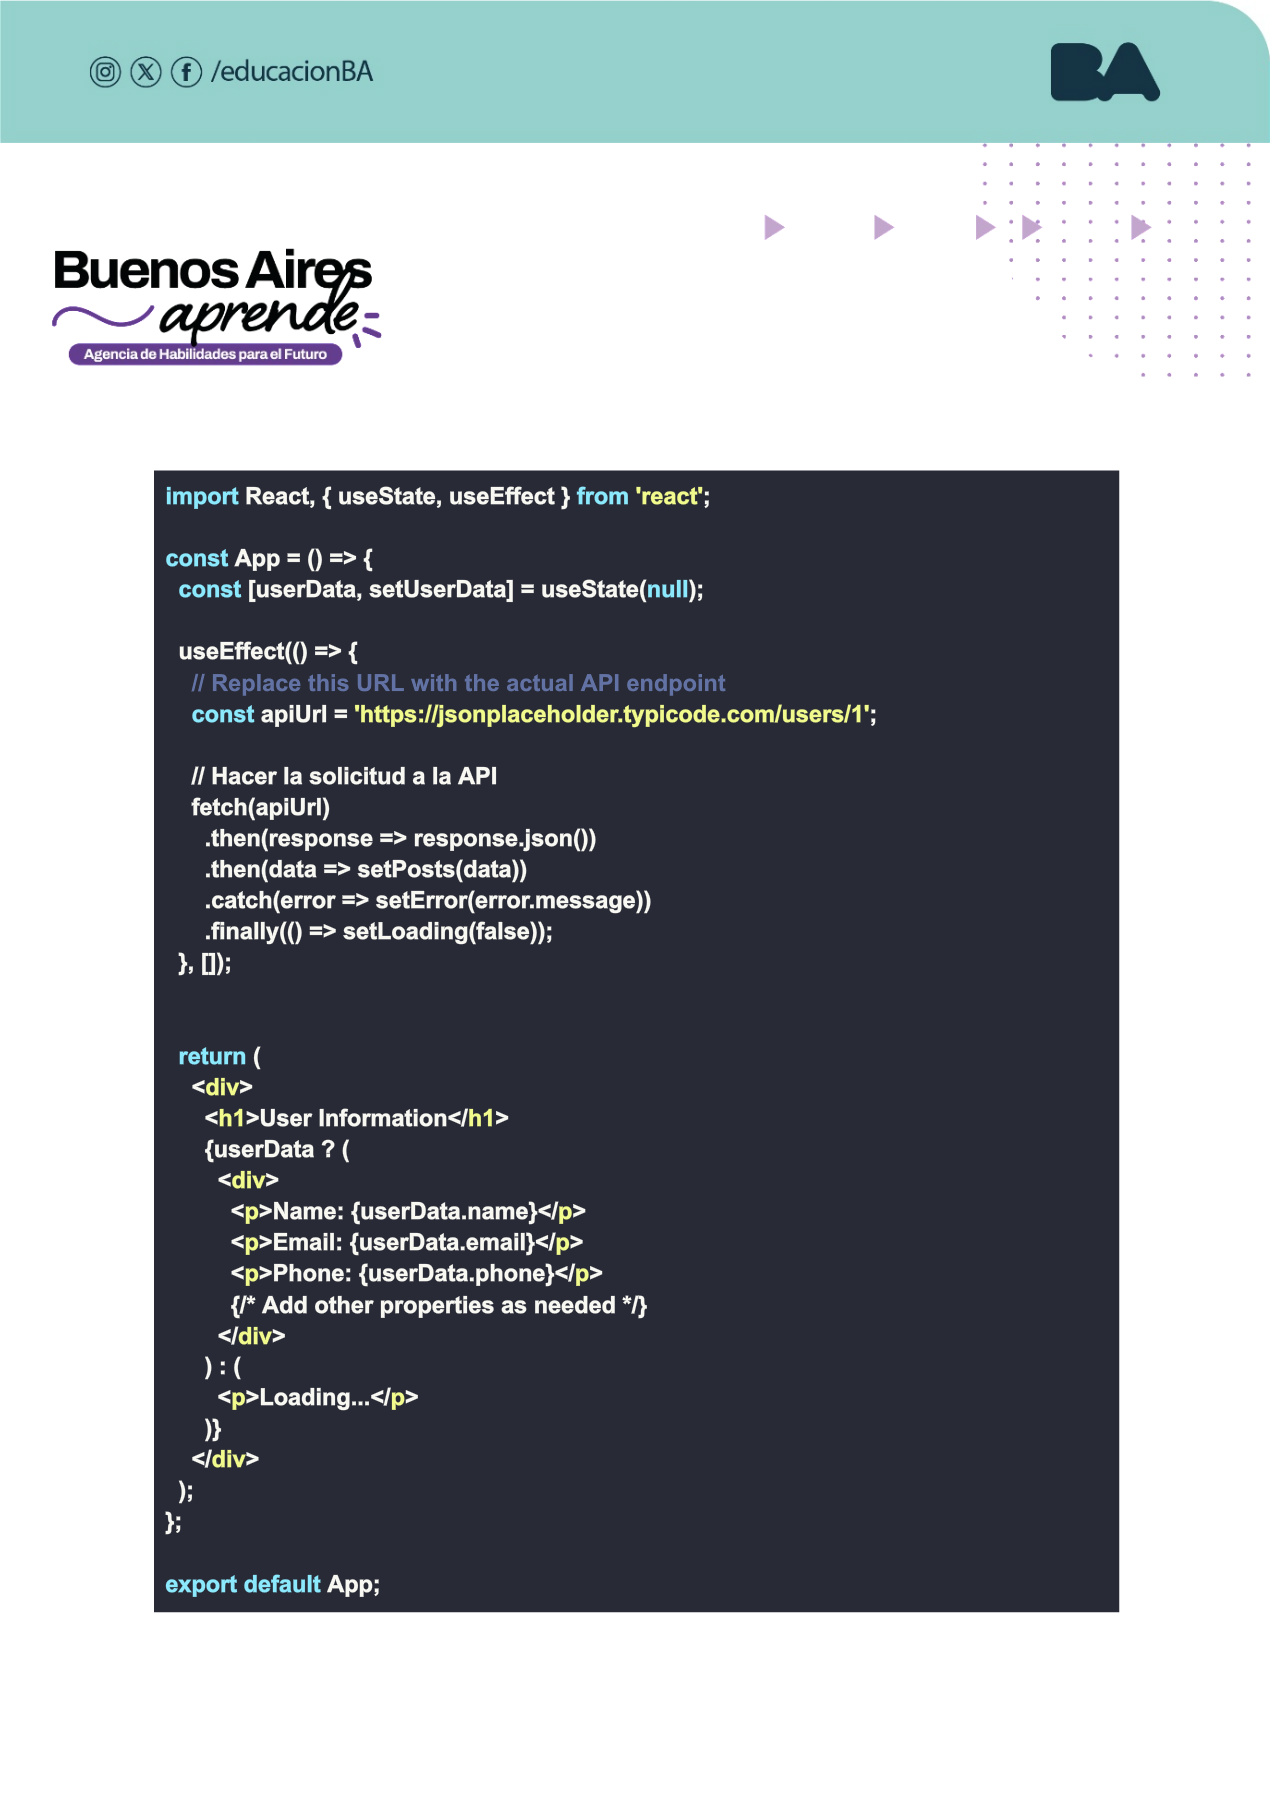 /educacionBA
BA
Buenos Aires
aprende
Agencia de Habilidades para el Futuro
import React, { useState, useEffect } from 'react';
const App = () => {
const [userData, setUserData] = useState(null);
useEffect(() => {
// Replace this URL with the actual API endpoint
const apiUrl = 'https://jsonplaceholder.typicode.com/users/1';
// Hacer la solicitud a la API
fetch(apiUrl)
.then(response => response.json())
.then(data => setPosts(data))
.catch(error => setError(error.message))
.finally(() => setLoading(false));
}, []);
return (
<div>
<h1>User Information</h1>
{userData ? (
<div>
<p>Name: {userData.name}</p>
<p>Email: {userData.email}</p>
<p>Phone: {userData.phone}</p>
{/* Add other properties as needed */}
</div>
) : (
<p>Loading...</p>
)}
</div>
);
};
export default App;